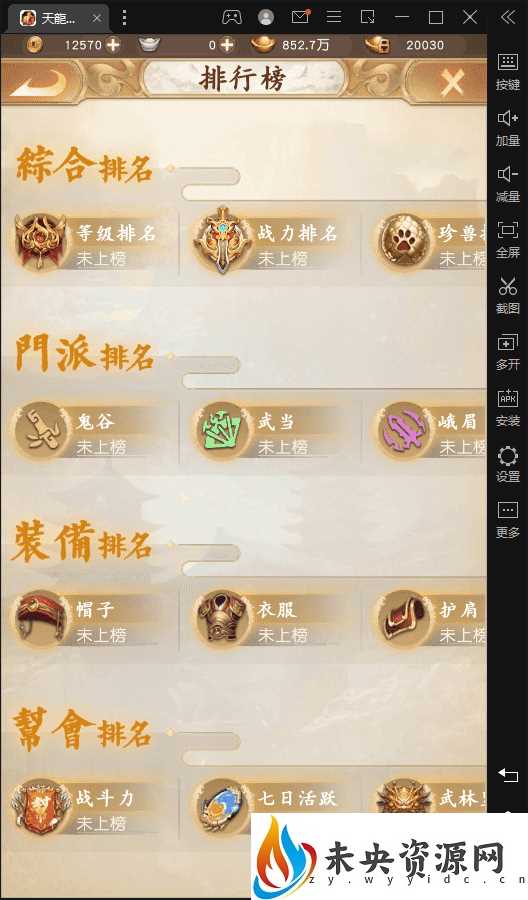 天龍...
12570
0
852.7万
20030
排行榜
綜合排名
等级排名
未上榜
战力排名
未上榜
珍兽
未上榜
門派排名
鬼谷
未上榜
武当
未上榜
峨眉
未上榜
裝備排名
帽子
未上榜
衣服
未上榜
护肩
未上榜
幫會排名
战斗力
未上榜
七日活跃
未上榜
武林
按键
加量
减量
全屏
截图
多开
APK
安装
设置
更多
未央资源网
zy.wyyidc.cn